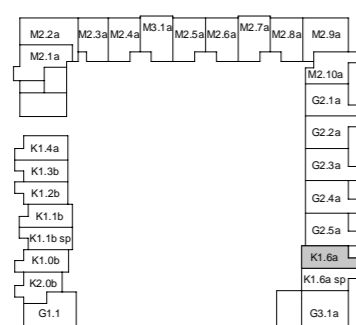 M2.2a
M2.3a
M2.4a
M3.1a
M2.5a
M2.6a
M2.7a
M2.8a
M2.9a
M2.1a
M2.10a
G2.1a
G2.2a
G2.3a
G2.4a
G2.5a
K1.6a
K1.6a sp
G3.1a
K1.4a
K1.3b
K1.2b
K1.1b
K1.1b sp
K1.0b
K2.0b
G1.1